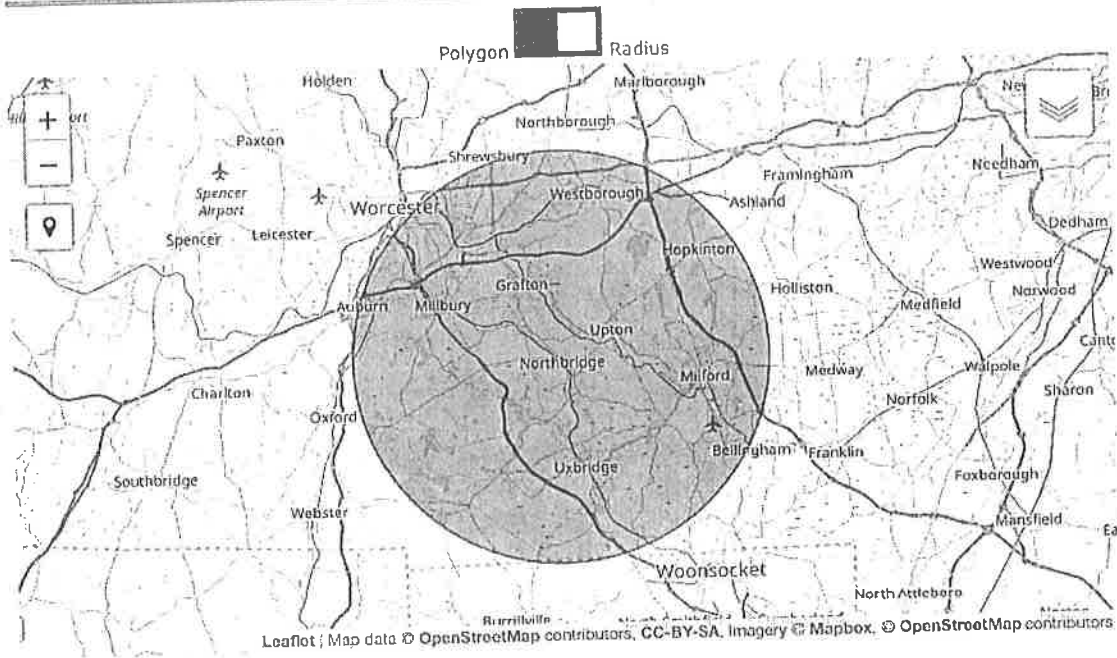 Polygon Radius
Holden
Marlborough
Northborough
Paxton
Shrewsbury
Needham
Framingham
Spencer
Airport
Westborough
Ashland
Worcester
Dedham
Spencer
Leicester
Hopkinton
Westwood
Norwood
Grafton
Holliston
Medfield
Auburn
Millbury
Upton
Northbridge
Medway
Walpole
Milford
Sharon
Charlton
Norfolk
Oxford
Bellingham
Franklin
Uxbridge
Foxborough
Southbridge
Webster
Mansfield
Woonsocket
North Attleboro
Burrillville
Leaflet | Map data © OpenStreetMap contributors, CC-BY-SA, Imagery © Mapbox, © OpenStreetMap contributors